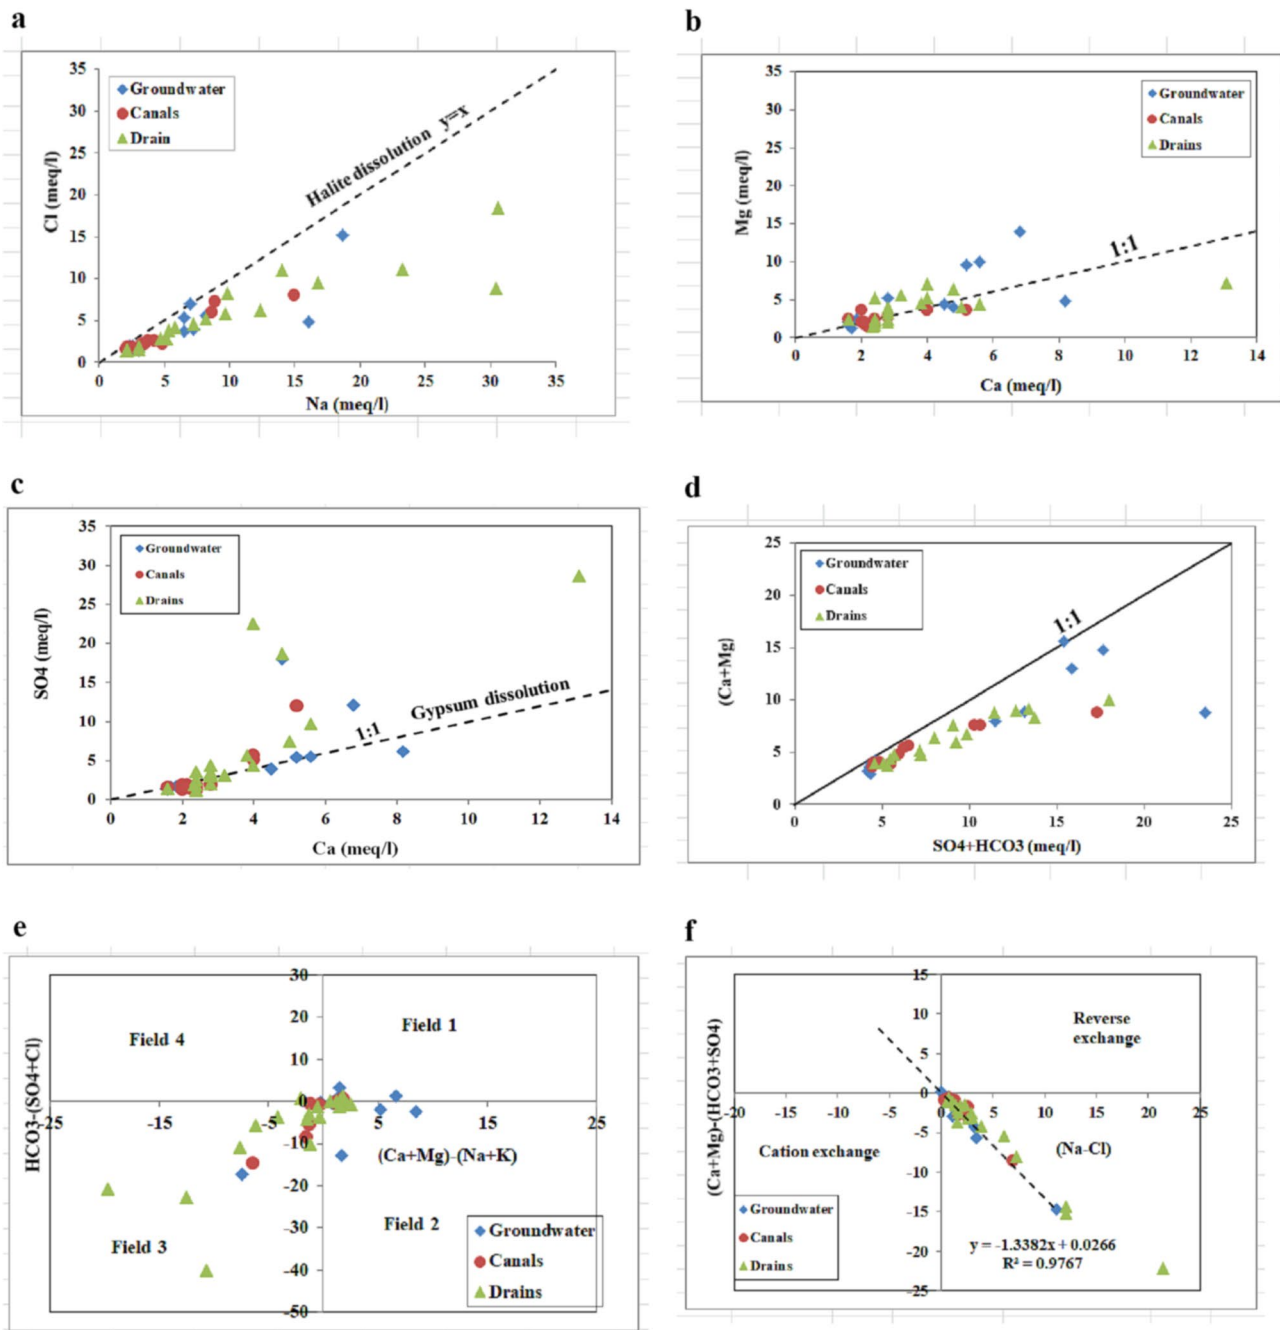 a
35
30
25
20
15
10
5
0
0
5
10
15
20
25
30
35
Cl (meq/l)
Na (meq/l)
Groundwater
Canals
Drain
Halite dissolution y=x
b
35
30
25
20
15
10
5
0
0
2
4
6
8
10
12
14
Mg (meq/l)
Ca (meq/l)
Groundwater
Canals
Drains
1:1
c
35
30
25
20
15
10
5
0
0
2
4
6
8
10
12
14
SO4 (meq/l)
Ca (meq/l)
Groundwater
Canals
Drains
1:1
Gypsum dissolution
d
25
20
15
10
5
0
0
5
10
15
20
25
(Ca+Mg)
SO4+HCO3 (meq/l)
Groundwater
Canals
Drains
1:1
e
30
20
10
0
-10
-20
-30
-40
-50
-25
-15
-5
5
15
25
HCO3-(SO4+Cl)
(Ca+Mg)-(Na+K)
Field 4
Field 1
Field 3
Field 2
Groundwater
Canals
Drains
f
15
10
5
0
-5
-10
-15
-20
-25
-20
-15
-10
-5
0
5
10
15
20
25
(Ca+Mg)-(HCO3+SO4)
(Na-Cl)
Reverse
exchange
Cation exchange
Groundwater
Canals
Drains
y = -1.3382x + 0.0266
R² = 0.9767